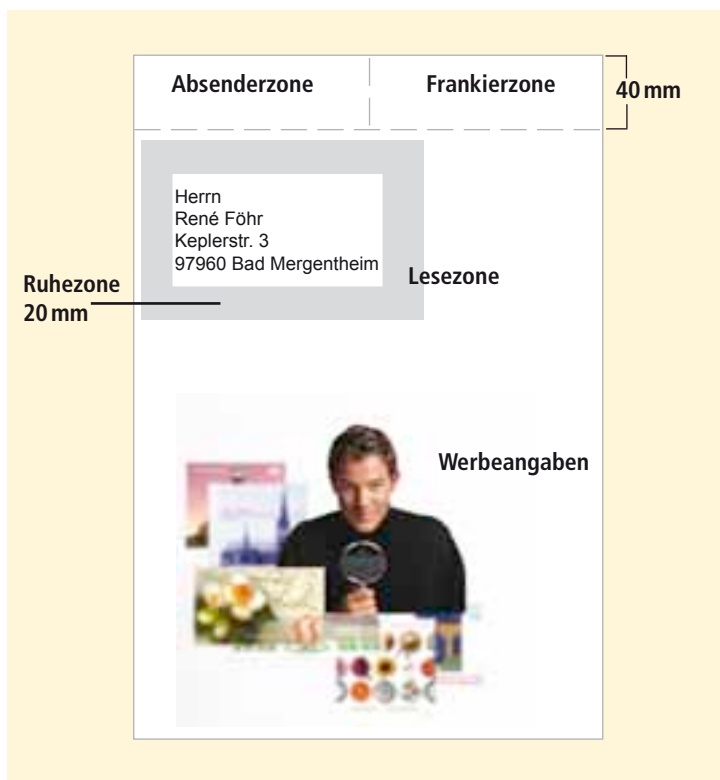 Absenderzone
Frankierzone
40 mm
Herrn
René Föhr
Keplerstr. 3
97960 Bad Mergentheim
Lesezone
Ruhezone
20 mm
Werbeangaben